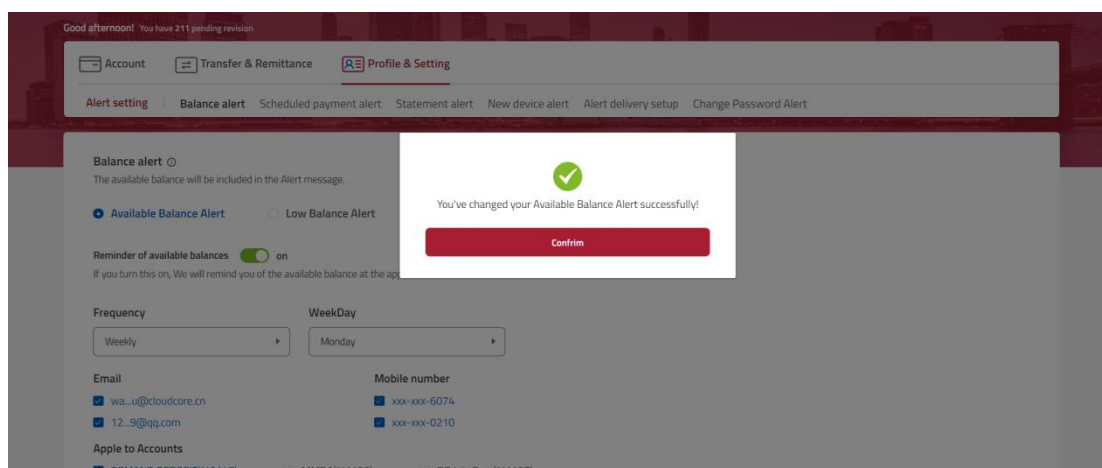 Good afternoon! You have 211 pending revision
Account Transfer & Remittance Profile & Setting
Alert setting Balance alert Scheduled payment alert Statement alert New device alert Alert delivery setup Change Password Alert
Balance alert
The available balance will be included in the Alert message.
Available Balance Alert Low Balance Alert
You've changed your Available Balance Alert successfully!
Confrim
Reminder of available balances on
If you turn this on, We will remind you of the available balance at the
Frequency WeekDay
Weekly Monday
Email Mobile number
wa...u@cloudcore.cn xxx-xxx-6074
12...9@qq.com xxx-xxx-0210
Apple to Accounts